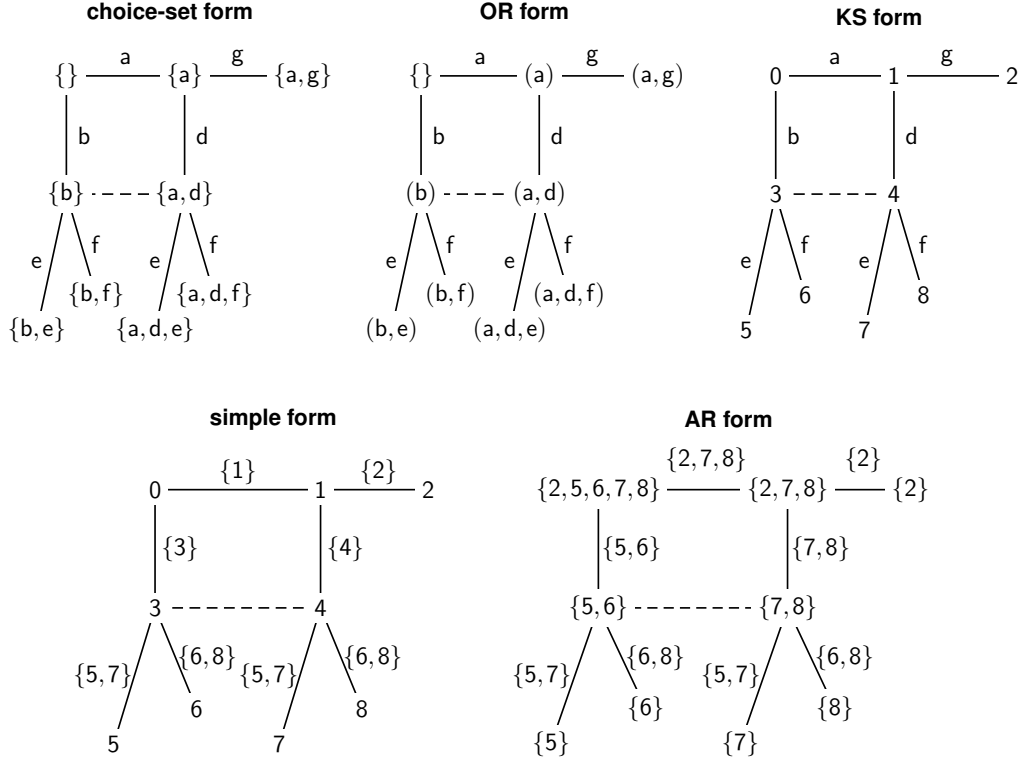 choice-set form OR form KS form
a g a g a g
{} {a} {a,g} {} (a) (a,g) 0 1 2
b d b d b d
{b} {a,d} (b) (a,d) 3 4
e f e f e f e f e f e f
{b,f} {a,d,f} (b,f) (a,d,f) 6 8
{b,e} {a,d,e} (b,e) (a,d,e) 5 7
simple form AR form
{1} {2} {2,7,8} {2}
0 1 2 {2,5,6,7,8} {2,7,8} {2}
{3} {4} {5,6} {7,8}
3 4 {5,6} {7,8}
{5,7} {6,8} {5,7} {6,8} {5,7} {6,8} {5,7} {6,8}
6 8 {6} {8}
5 7 {5} {7}